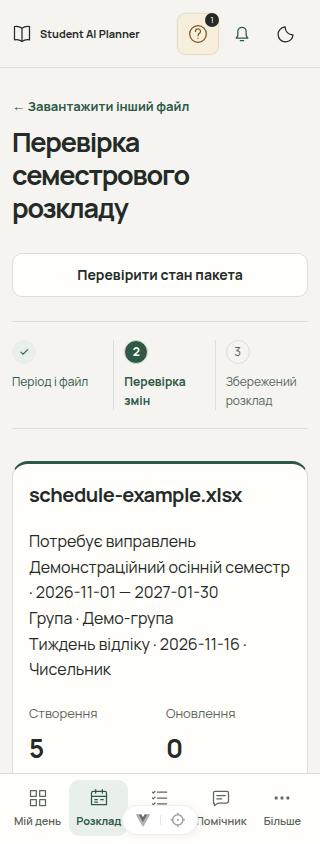 Student AI Planner
1
← Завантажити інший файл
Перевірка
семестрового
розкладу
Перевірити стан пакета
2
3
Період і файл
Перевірка
змін
Збережений
розклад
schedule-example.xlsx
Потребує виправлень
Демонстраційний осінній семестр
· 2026-11-01 — 2027-01-30
Група · Демо-група
Тиждень відліку · 2026-11-16 ·
Чисельник
Створення
Оновлення
5
0
Мій день
Розклад
Помічник
Більше